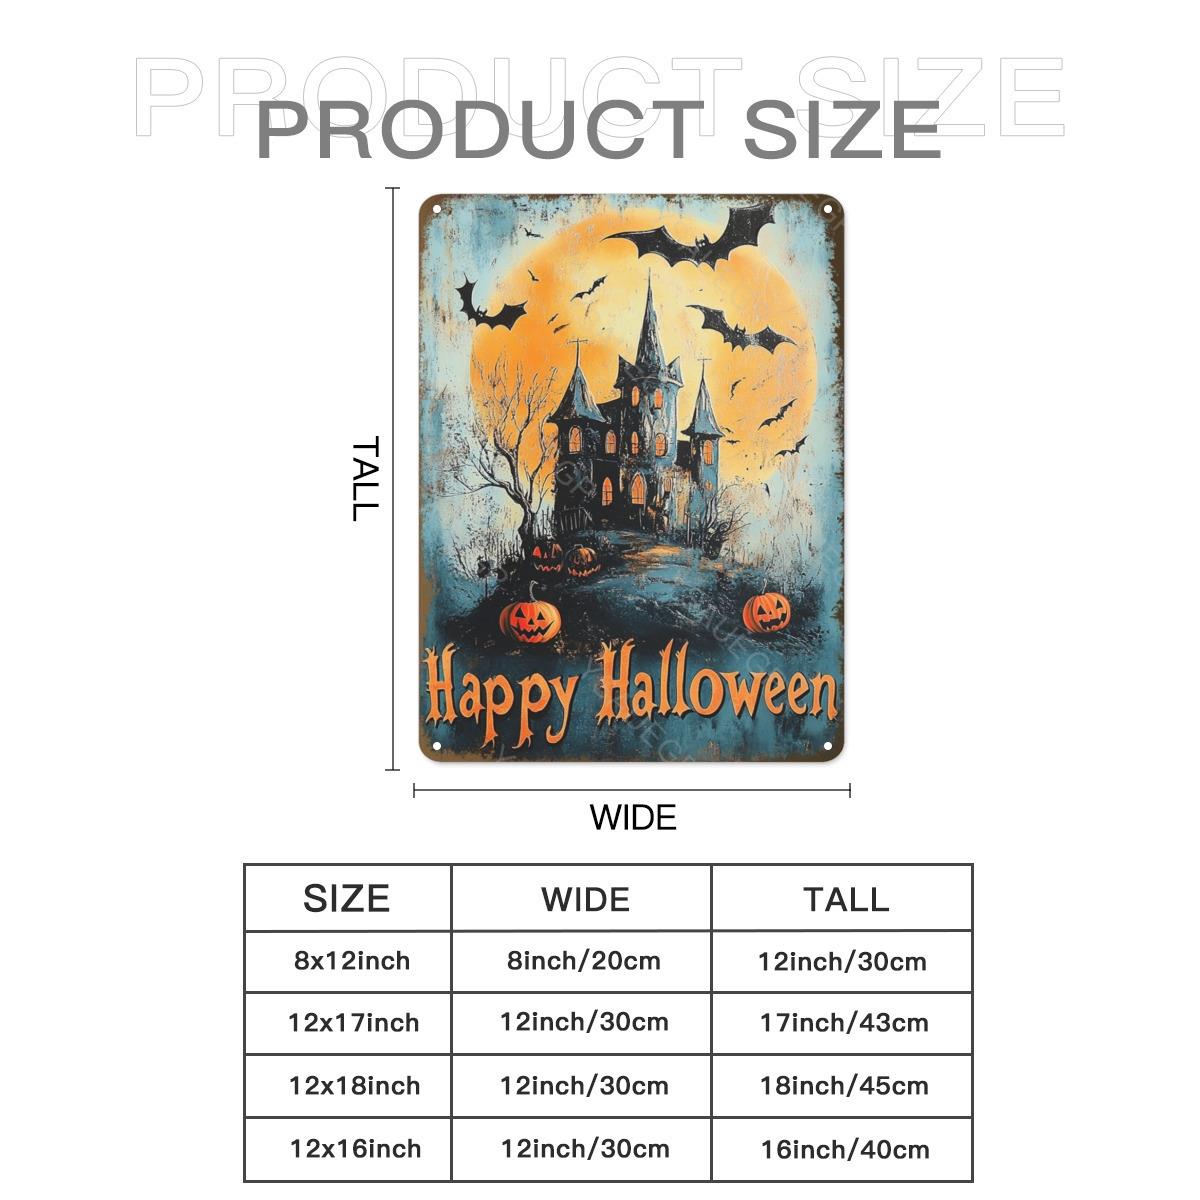 PRODUCT SIZE
PRODUCT SIZE
TALL
Happy Halloween
WIDE
SIZE WIDE TALL
8x12inch 8inch/20cm 12inch/30cm
12x17inch 12inch/30cm 17inch/43cm
12x18inch 12inch/30cm 18inch/45cm
12x16inch 12inch/30cm 16inch/40cm